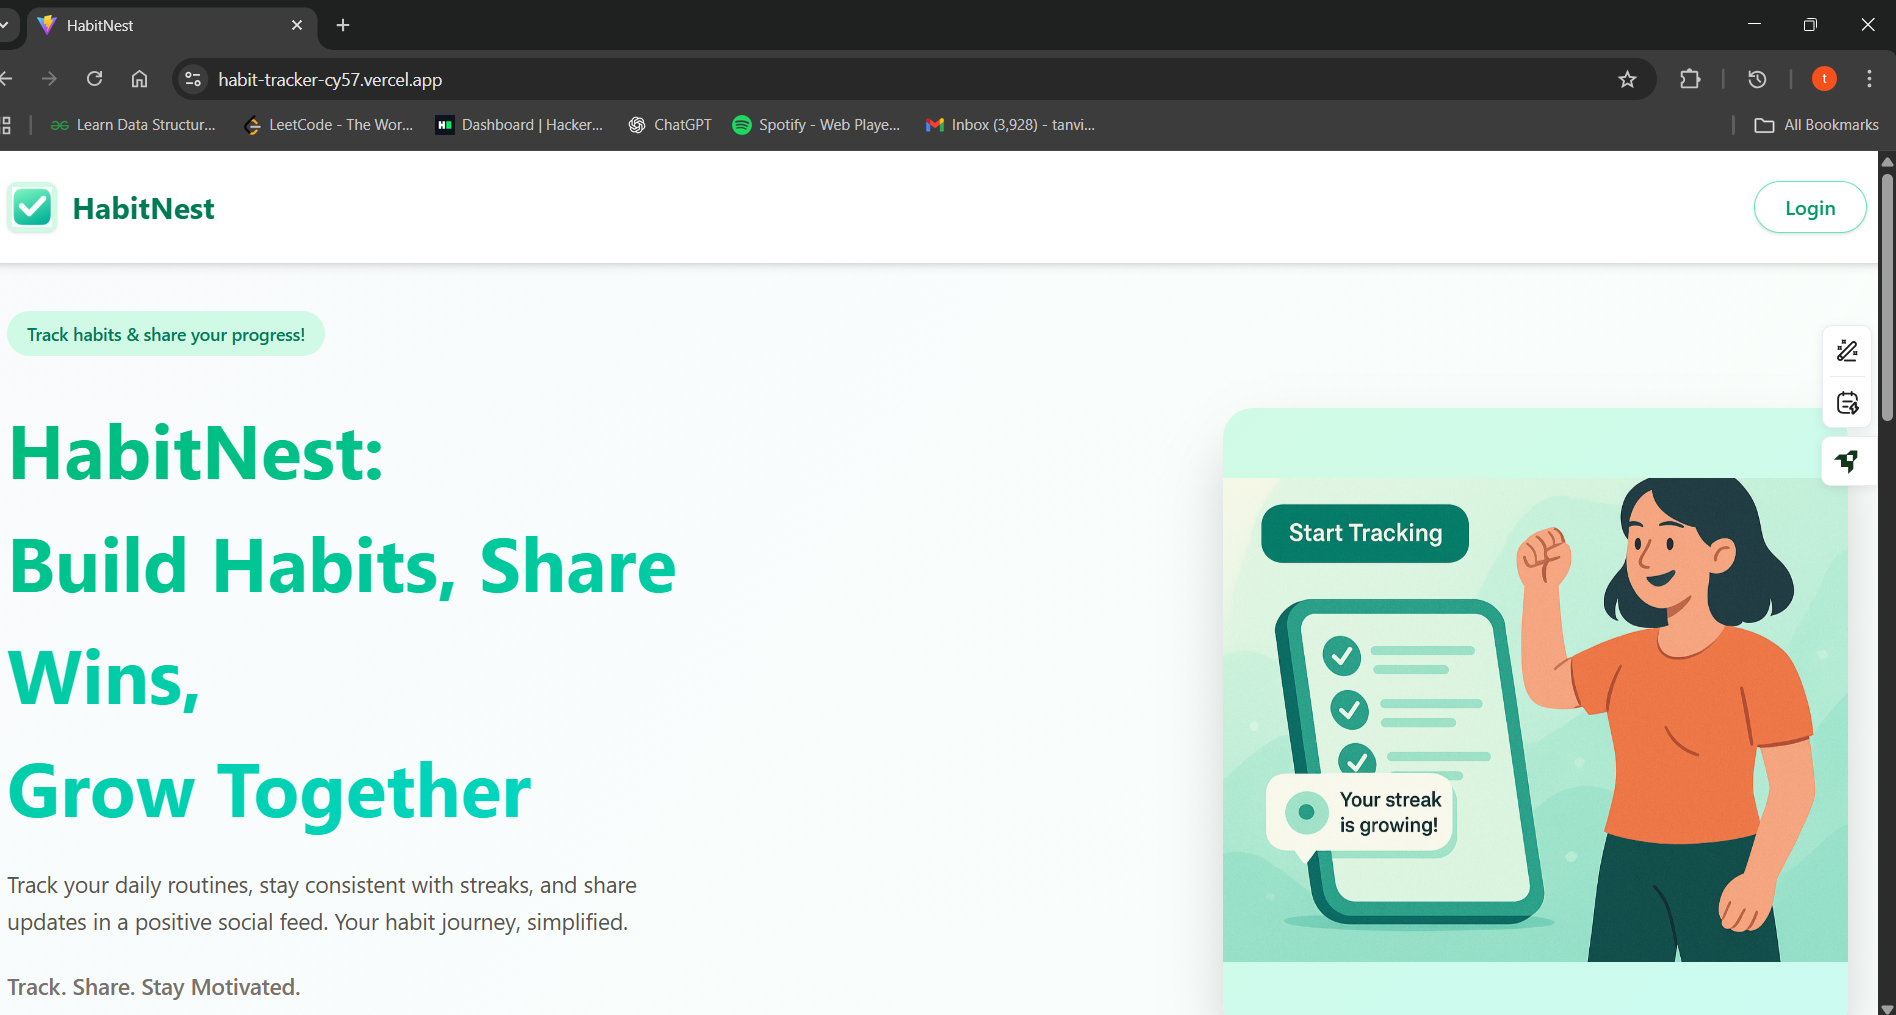 HabitNest
habit-tracker-cy57.vercel.app
t
Learn Data Structur...
LeetCode - The Wor...
Dashboard | Hacker...
ChatGPT
Spotify - Web Playe...
Inbox (3,928) - tanvi...
All Bookmarks
HabitNest
Login
Track habits & share your progress!
HabitNest:
Build Habits, Share
Wins,
Grow Together
Track your daily routines, stay consistent with streaks, and share
updates in a positive social feed. Your habit journey, simplified.
Track. Share. Stay Motivated.
Start Tracking
Your streak
is growing!